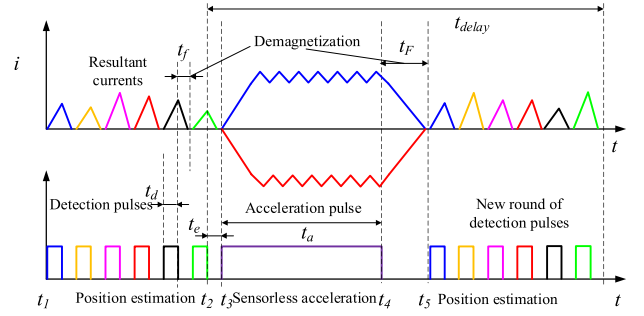 t_delay
Resultant
currents
t_f
Demagnetization
t_F
i
t
Detection pulses
t_d
t_e
Acceleration pulse
t_a
New round of
detection pulses
t_1 Position estimation t_2 t_3 Sensorless acceleration t_4 t_5 Position estimation t